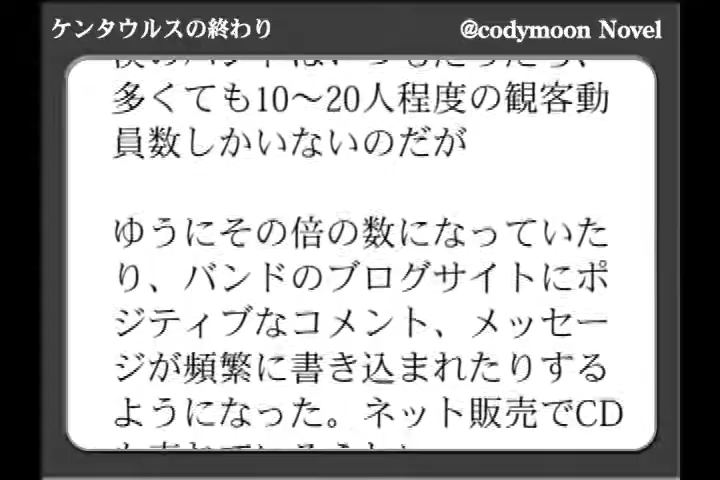 ケンタウルスの終わり
@codymoon Novel
多くても10〜20人程度の観客動
員数しかいないのだが
ゆうにその倍の数になっていた
り、バンドのブログサイトにポ
ジティブなコメント、メッセー
ジが頻繁に書き込まれたりする
ようになった。ネット販売でCD